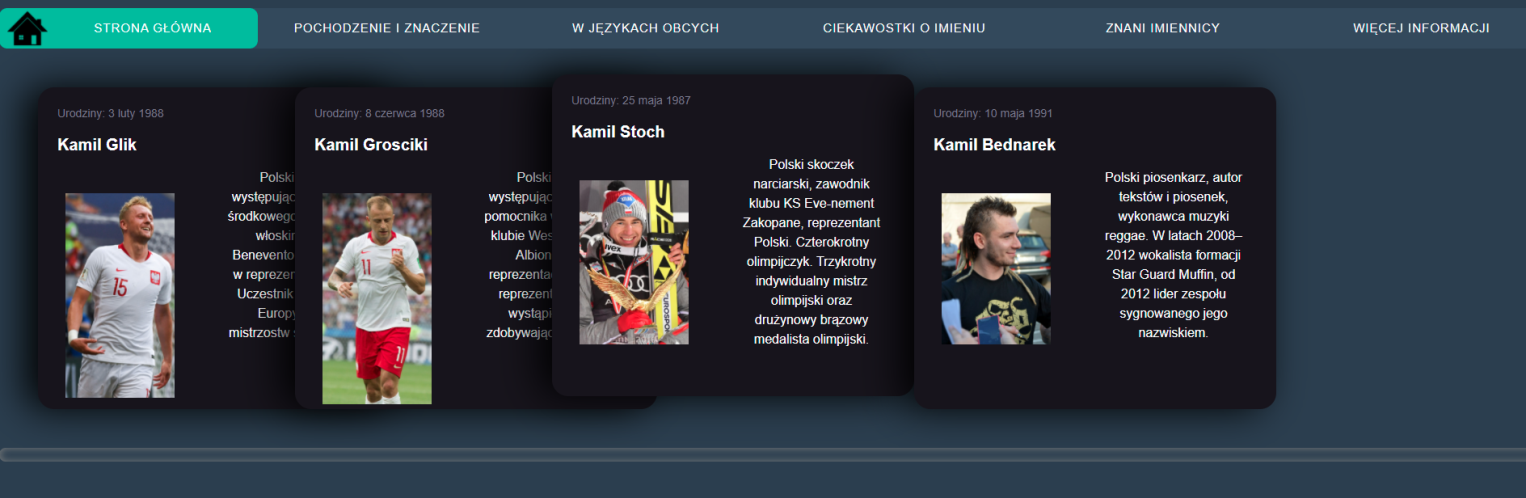 STRONA GŁÓWNA
POCHODZENIE I ZNACZENIE
W JĘZYKACH OBCYCH
CIEKAWOSTKI O IMIENIU
ZNANI IMIENNICY
WIĘCEJ INFORMACJI
Urodziny: 3 luty 1988
Kamil Glik
Polski
występując
środkowego
włoskim
Benevento
w reprezen
Uczestnik
Europy
mistrzostw
Urodziny: 8 czerwca 1988
Kamil Grosciki
Polski
występując
pomocnika
klubie Wes
Albion
reprezenta
reprezent
wystąpi
zdobywając
Urodziny: 25 maja 1987
Kamil Stoch
Polski skoczek
narciarski, zawodnik
klubu KS Eve-nement
Zakopane, reprezentant
Polski. Czterokrotny
olimpijczyk. Trzykrotny
indywidualny mistrz
olimpijski oraz
drużynowy brązowy
medalista olimpijski.
Urodziny: 10 maja 1991
Kamil Bednarek
Polski piosenkarz, autor
tekstów i piosenek,
wykonawca muzyki
reggae. W latach 2008–
2012 wokalista formacji
Star Guard Muffin, od
2012 lider zespołu
sygnowanego jego
nazwiskiem.
15
11
11